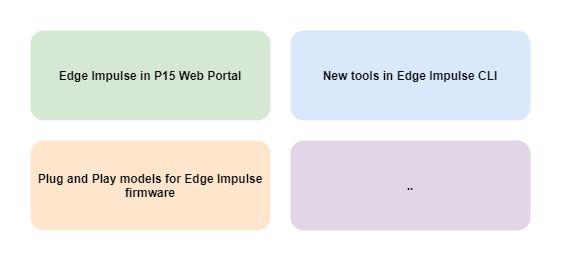 Edge Impulse in P15 Web Portal
New tools in Edge Impulse CLI
Plug and Play models for Edge Impulse
firmware
..